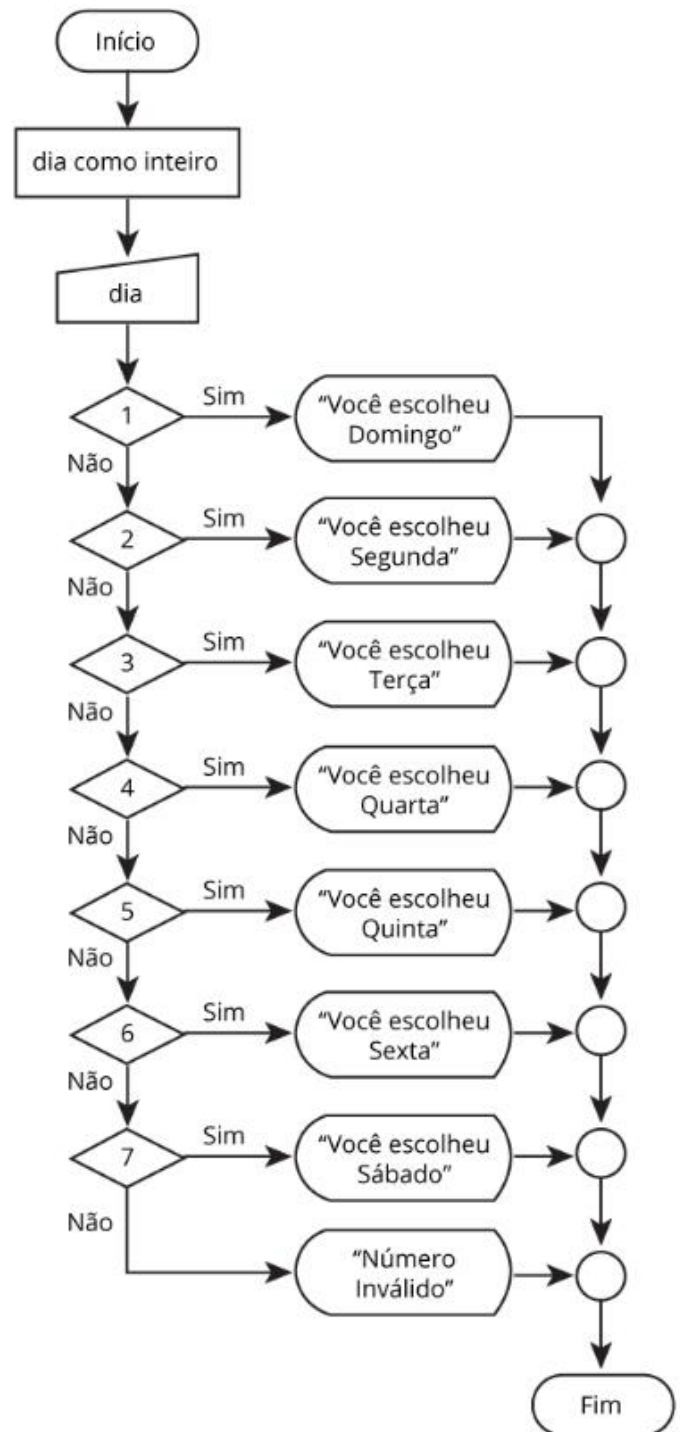 Início
dia como inteiro
dia
1
Sim
“Você escolheu
Domingo”
Não
2
Sim
“Você escolheu
Segunda”
Não
3
Sim
“Você escolheu
Terça”
Não
4
Sim
“Você escolheu
Quarta”
Não
5
Sim
“Você escolheu
Quinta”
Não
6
Sim
“Você escolheu
Sexta”
Não
7
Sim
“Você escolheu
Sábado”
Não
“Número
Inválido”
Fim